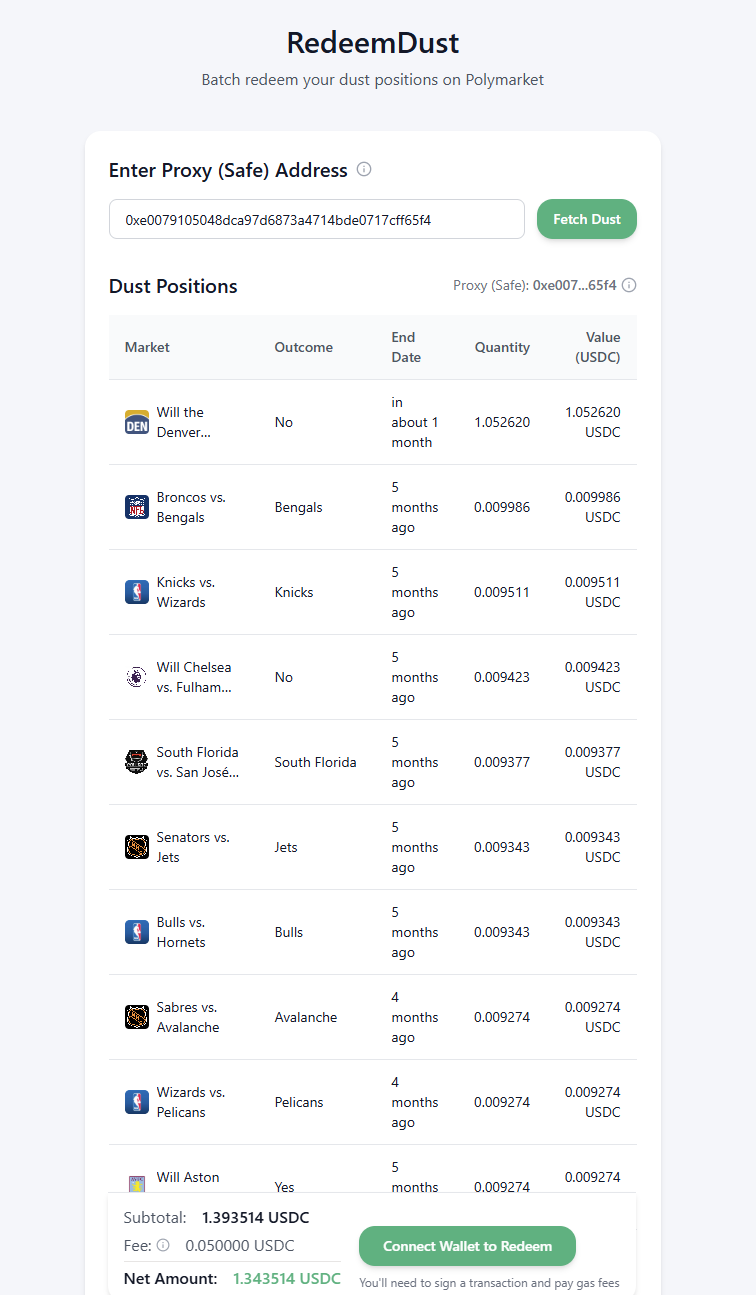 RedeemDust
Batch redeem your dust positions on Polymarket
Enter Proxy (Safe) Address
0xe0079105048dca97d6873a4714bde0717cff65f4
Fetch Dust
Dust Positions
Proxy (Safe): 0xe007...65f4
Market
Outcome
End
Date
Quantity
Value
(USDC)
DEN
Will the
Denver...
No
in
about 1
month
1.052620
1.052620
USDC
Broncos vs.
Bengals
Bengals
5
months
ago
0.009986
0.009986
USDC
Knicks vs.
Wizards
Knicks
5
months
ago
0.009511
0.009511
USDC
Will Chelsea
vs. Fulham...
No
5
months
ago
0.009423
0.009423
USDC
South Florida
vs. San José...
South Florida
5
months
ago
0.009377
0.009377
USDC
Senators vs.
Jets
Jets
5
months
ago
0.009343
0.009343
USDC
Bulls vs.
Hornets
Bulls
5
months
ago
0.009343
0.009343
USDC
Sabres vs.
Avalanche
Avalanche
4
months
ago
0.009274
0.009274
USDC
Wizards vs.
Pelicans
Pelicans
4
months
ago
0.009274
0.009274
USDC
Will Aston
Yes
5
months
0.009274
0.009274
Subtotal: 1.393514 USDC
Fee: 0.050000 USDC
Net Amount: 1.343514 USDC
Connect Wallet to Redeem
You'll need to sign a transaction and pay gas fees